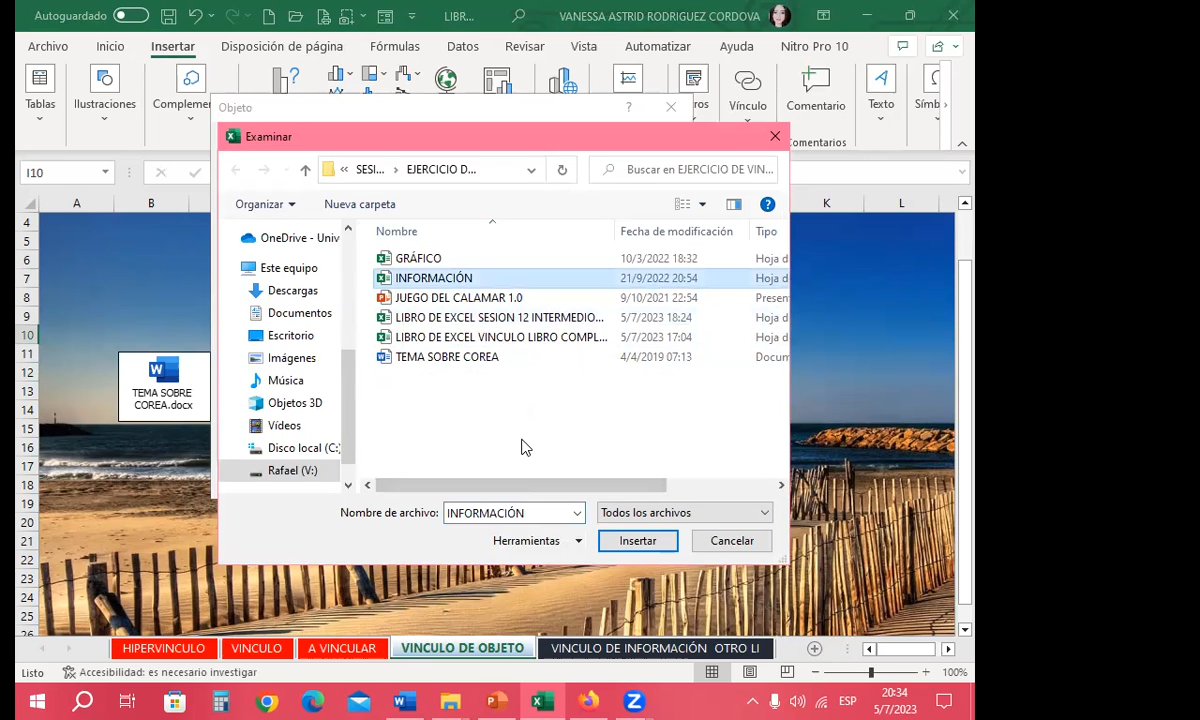 Autoguardado
LIBR...
VANESSA ASTRID RODRIGUEZ CORDOVA
Archivo
Inicio
Insertar
Disposición de página
Fórmulas
Datos
Revisar
Vista
Automatizar
Ayuda
Nitro Pro 10
Tablas
Ilustraciones
Complemen
Vínculo
Comentario
Texto
Símb
Comentarios
Objeto
?
Examinar
I10
« SESI... › EJERCICIO D...
Buscar en EJERCICIO DE VIN...
Organizar
Nueva carpeta
A
B
K
L
Nombre
Fecha de modificación
Tipo
OneDrive - Univ
Este equipo
Descargas
Documentos
Escritorio
Imágenes
Música
Objetos 3D
Vídeos
Disco local (C:)
Rafael (V:)
GRÁFICO 10/3/2022 18:32 Hoja d
INFORMACIÓN 21/9/2022 20:54 Hoja d
JUEGO DEL CALAMAR 1.0 9/10/2021 22:54 Presen
LIBRO DE EXCEL SESION 12 INTERMEDIO... 5/7/2023 18:24 Hoja d
LIBRO DE EXCEL VINCULO LIBRO COMPL... 5/7/2023 17:04 Hoja d
TEMA SOBRE COREA 4/4/2019 07:13 Docum
4
5
6
7
8
9
10
11
12
13
14
15
16
17
18
19
20
21
22
23
24
25
26
TEMA SOBRE
COREA.docx
Nombre de archivo:
INFORMACIÓN
Todos los archivos
Herramientas
Insertar
Cancelar
HIPERVINCULO
VINCULO
A VINCULAR
VINCULO DE OBJETO
VINCULO DE INFORMACIÓN OTRO LI
Listo
Accesibilidad: es necesario investigar
100%
ESP
20:34
5/7/2023